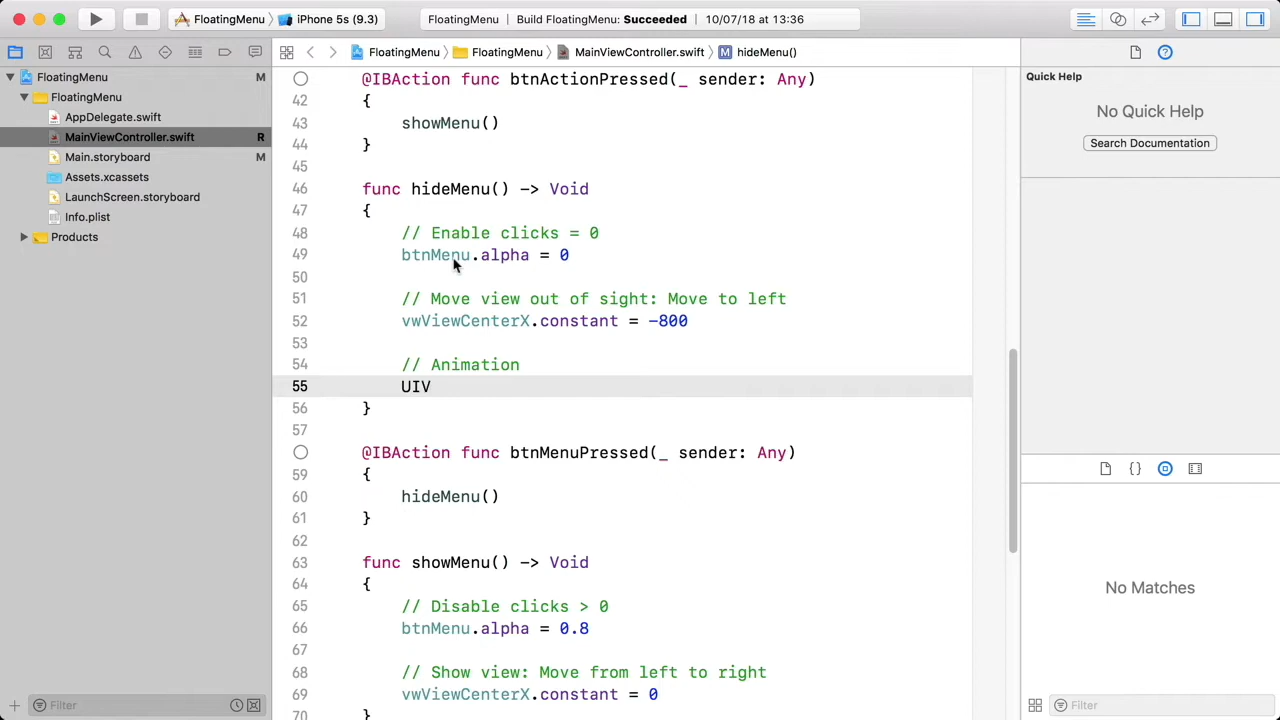 FloatingMenu iPhone 5s (9.3) FloatingMenu | Build FloatingMenu: Succeeded | 10/07/18 at 13:36
FloatingMenu FloatingMenu MainViewController.swift M hideMenu()
FloatingMenu M
FloatingMenu
AppDelegate.swift
MainViewController.swift R
Main.storyboard M
Assets.xcassets
LaunchScreen.storyboard
Info.plist
Products
Filter
@IBAction func btnActionPressed(_ sender: Any)
42 {
43 showMenu()
44 }
45
46 func hideMenu() -> Void
47 {
48 // Enable clicks = 0
49 btnMenu.alpha = 0
50
51 // Move view out of sight: Move to left
52 vwViewCenterX.constant = -800
53
54 // Animation
55 UIV
56 }
57
@IBAction func btnMenuPressed(_ sender: Any)
59 {
60 hideMenu()
61 }
62
63 func showMenu() -> Void
64 {
65 // Disable clicks > 0
66 btnMenu.alpha = 0.8
67
68 // Show view: Move from left to right
69 vwViewCenterX.constant = 0
70 }
Quick Help
No Quick Help
Search Documentation
{}
No Matches
Filter